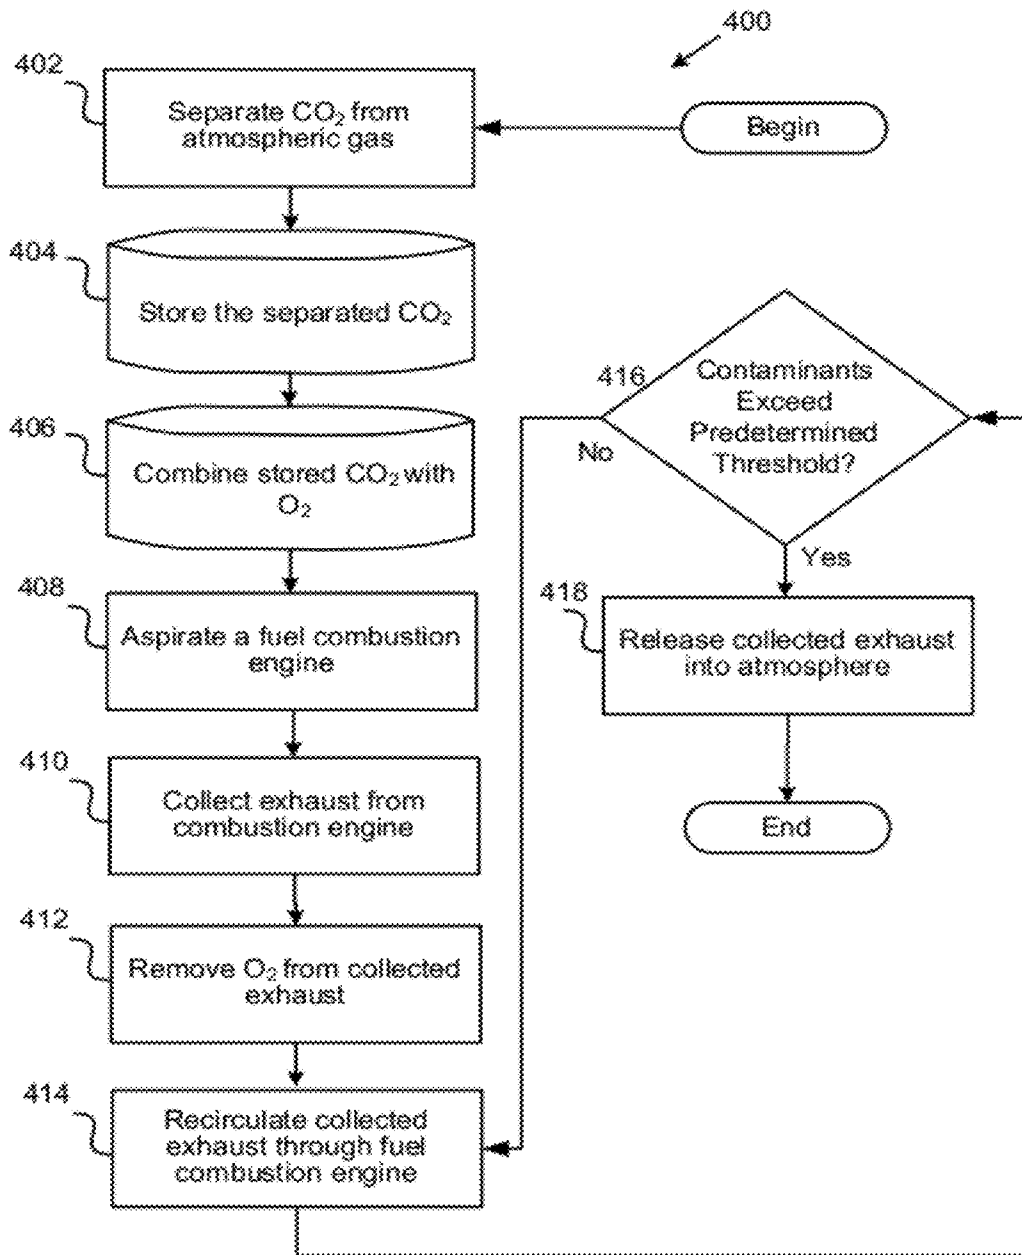 400
Begin
402
Separate CO₂ from
atmospheric gas
404
Store the separated CO₂
406
Combine stored CO₂ with
O₂
408
Aspirate a fuel combustion
engine
410
Collect exhaust from
combustion engine
412
Remove O₂ from collected
exhaust
414
Recirculate collected
exhaust through fuel
combustion engine
416
Contaminants
Exceed
Predetermined
Threshold?
No
Yes
418
Release collected exhaust
into atmosphere
End